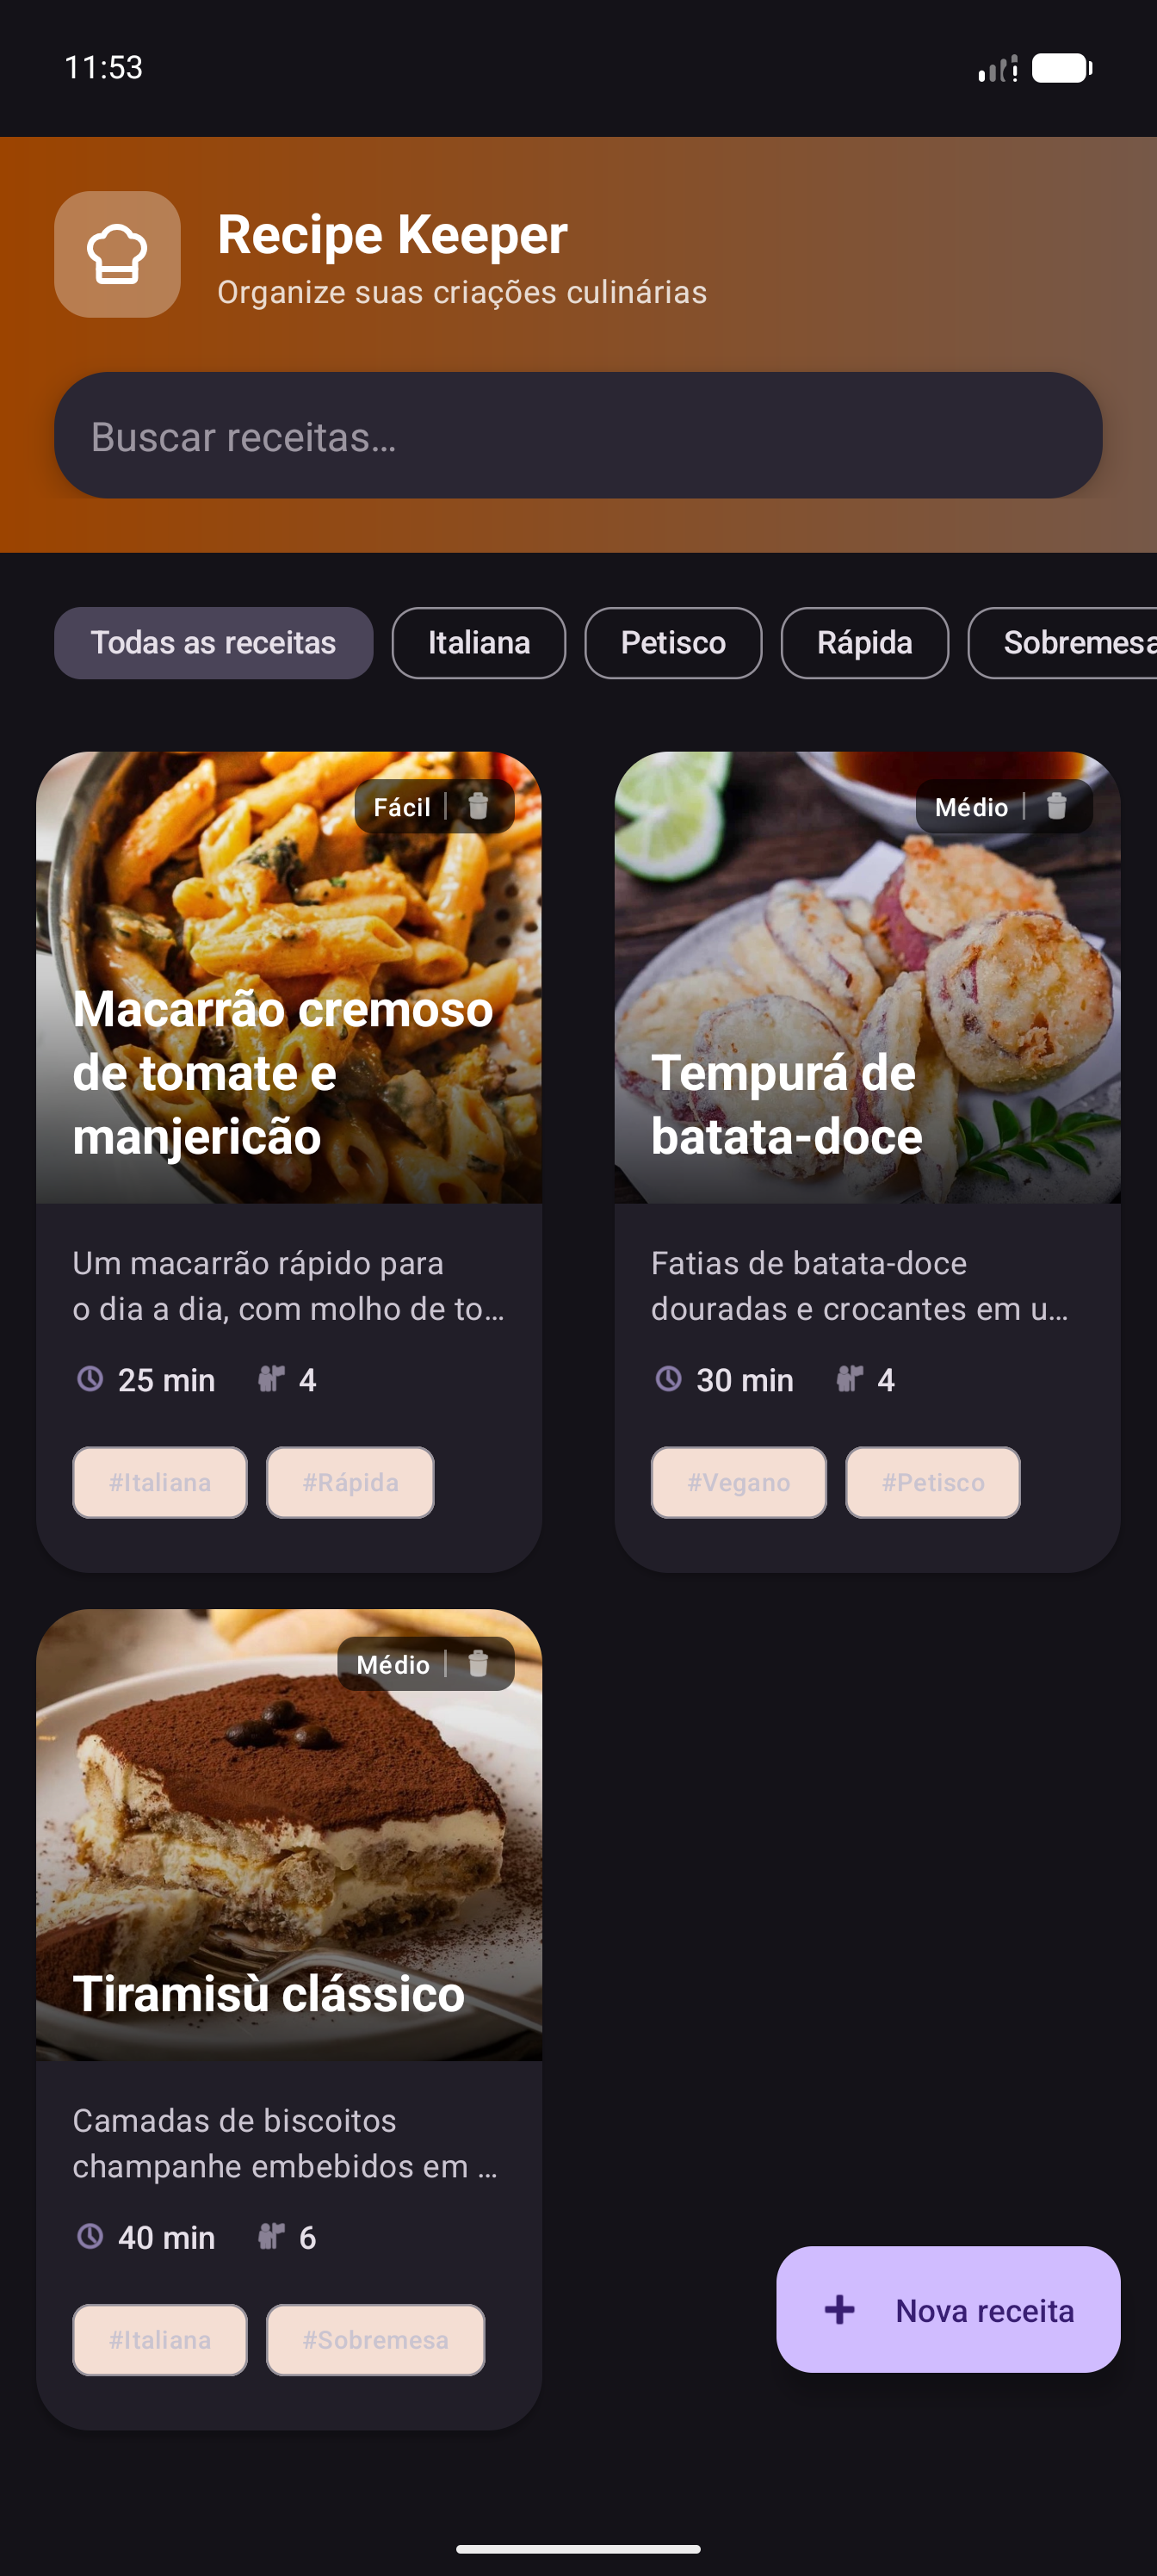 11:53
Recipe Keeper
Organize suas criações culinárias
Buscar receitas...
Todas as receitas
Italiana
Petisco
Rápida
Sobremesa
Fácil
Macarrão cremoso
de tomate e
manjericão
Um macarrão rápido para
o dia a dia, com molho de to...
25 min
4
#Italiana
#Rápida
Médio
Tempurá de
batata-doce
Fatias de batata-doce
douradas e crocantes em u...
30 min
4
#Vegano
#Petisco
Médio
Tiramisù clássico
Camadas de biscoitos
champanhe embebidos em ...
40 min
6
#Italiana
#Sobremesa
Nova receita